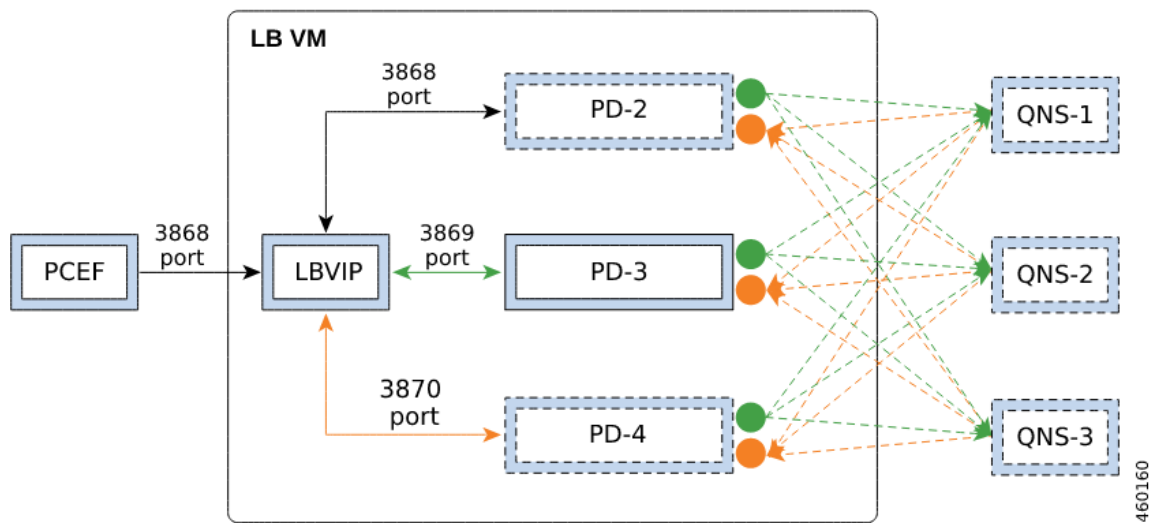 LB VM
3868
port
PD-2
QNS-1
PCEF
3868
port
LBVIP
3869
port
PD-3
QNS-2
3870
port
PD-4
QNS-3
460160